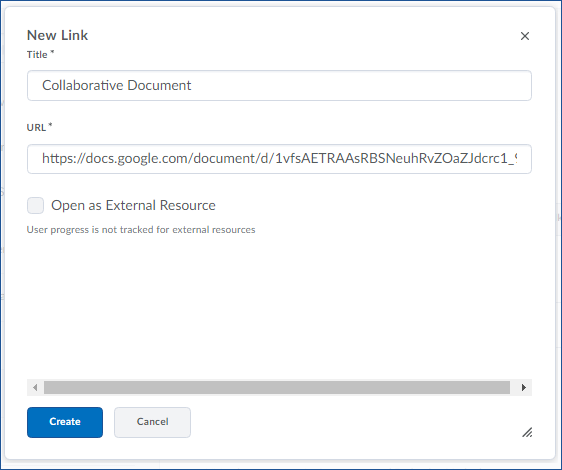 New Link
Title *
Collaborative Document
URL *
https://docs.google.com/document/d/1vfsAETRAAsRBSNeuhRvZOaZJdcrc1_
Open as External Resource
User progress is not tracked for external resources
Create
Cancel